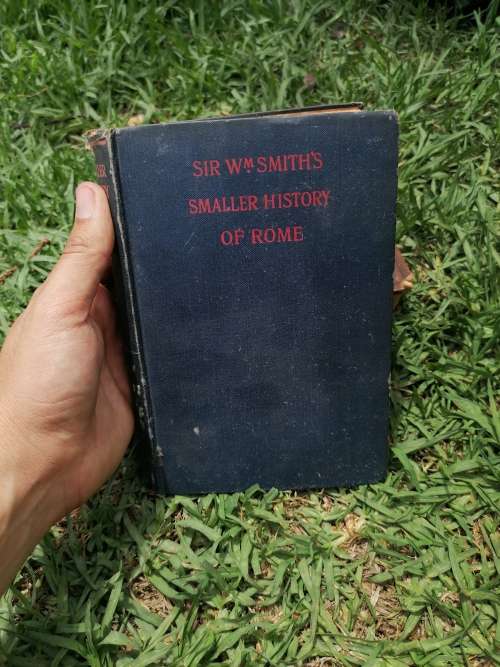 SIR Wᴹ SMITH'S
SMALLER HISTORY
OF ROME